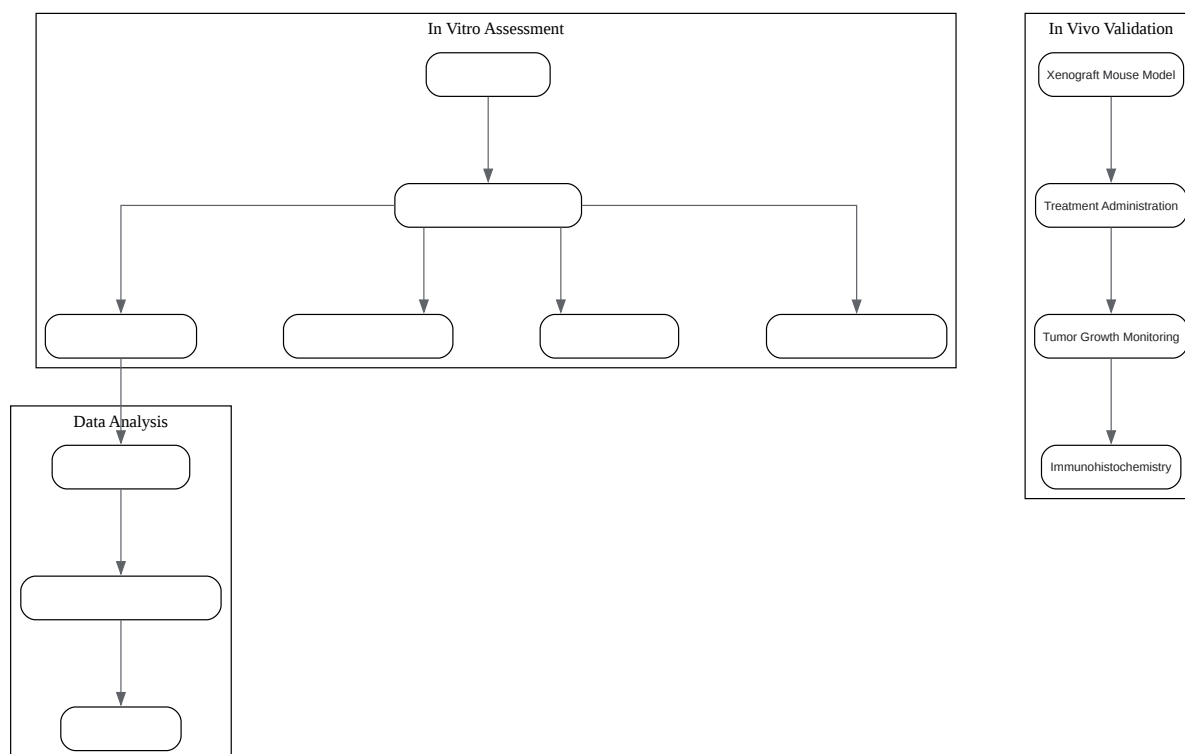 In Vitro Assessment
In Vivo Validation
Xenograft Mouse Model
Treatment Administration
Tumor Growth Monitoring
Immunohistochemistry
Data Analysis